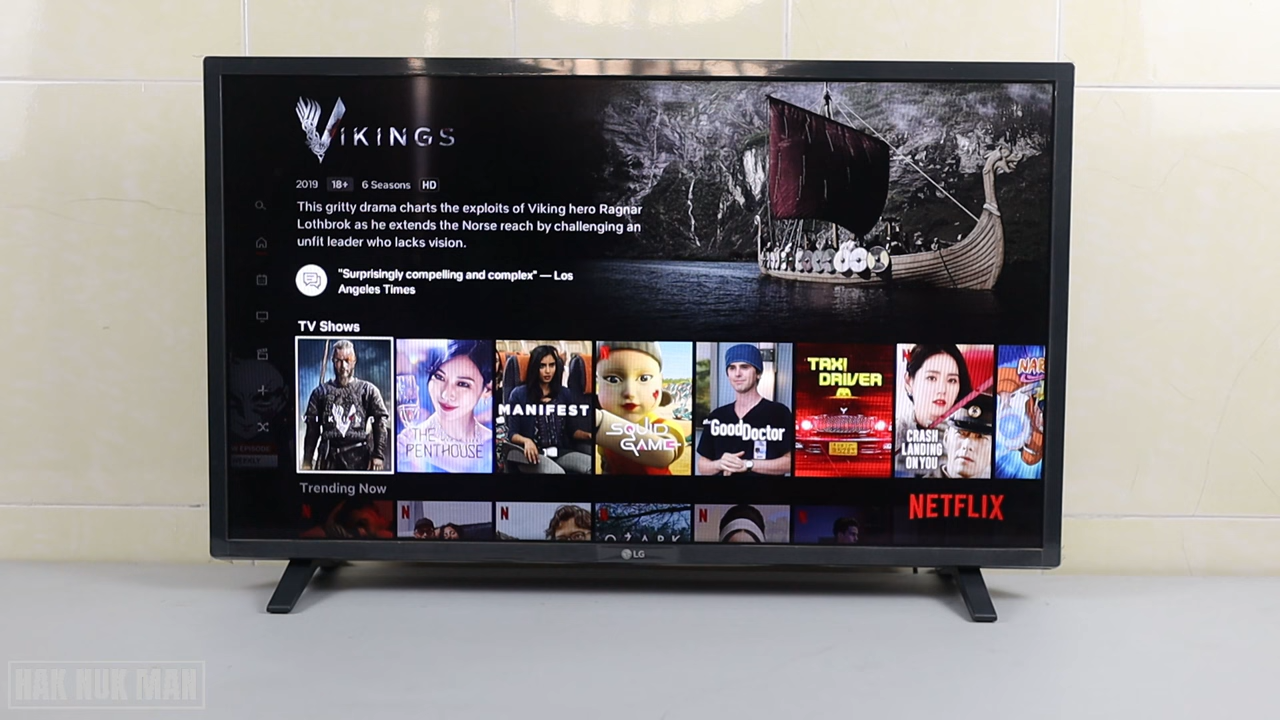 VIKINGS
2019 18+ 6 Seasons HD
This gritty drama charts the exploits of Viking hero Ragnar
Lothbrok as he extends the Norse reach by challenging an
unfit leader who lacks vision.
"Surprisingly compelling and complex" — Los
Angeles Times
TV Shows
THE
PENTHOUSE
MANIFEST
SQUID
GAME
the GoodDoctor
TAXI
DRIVER
CRASH
LANDING
ON YOU
Trending Now
N
N
N
N
N
OZARK
NETFLIX
LG
HAK NUK MAN